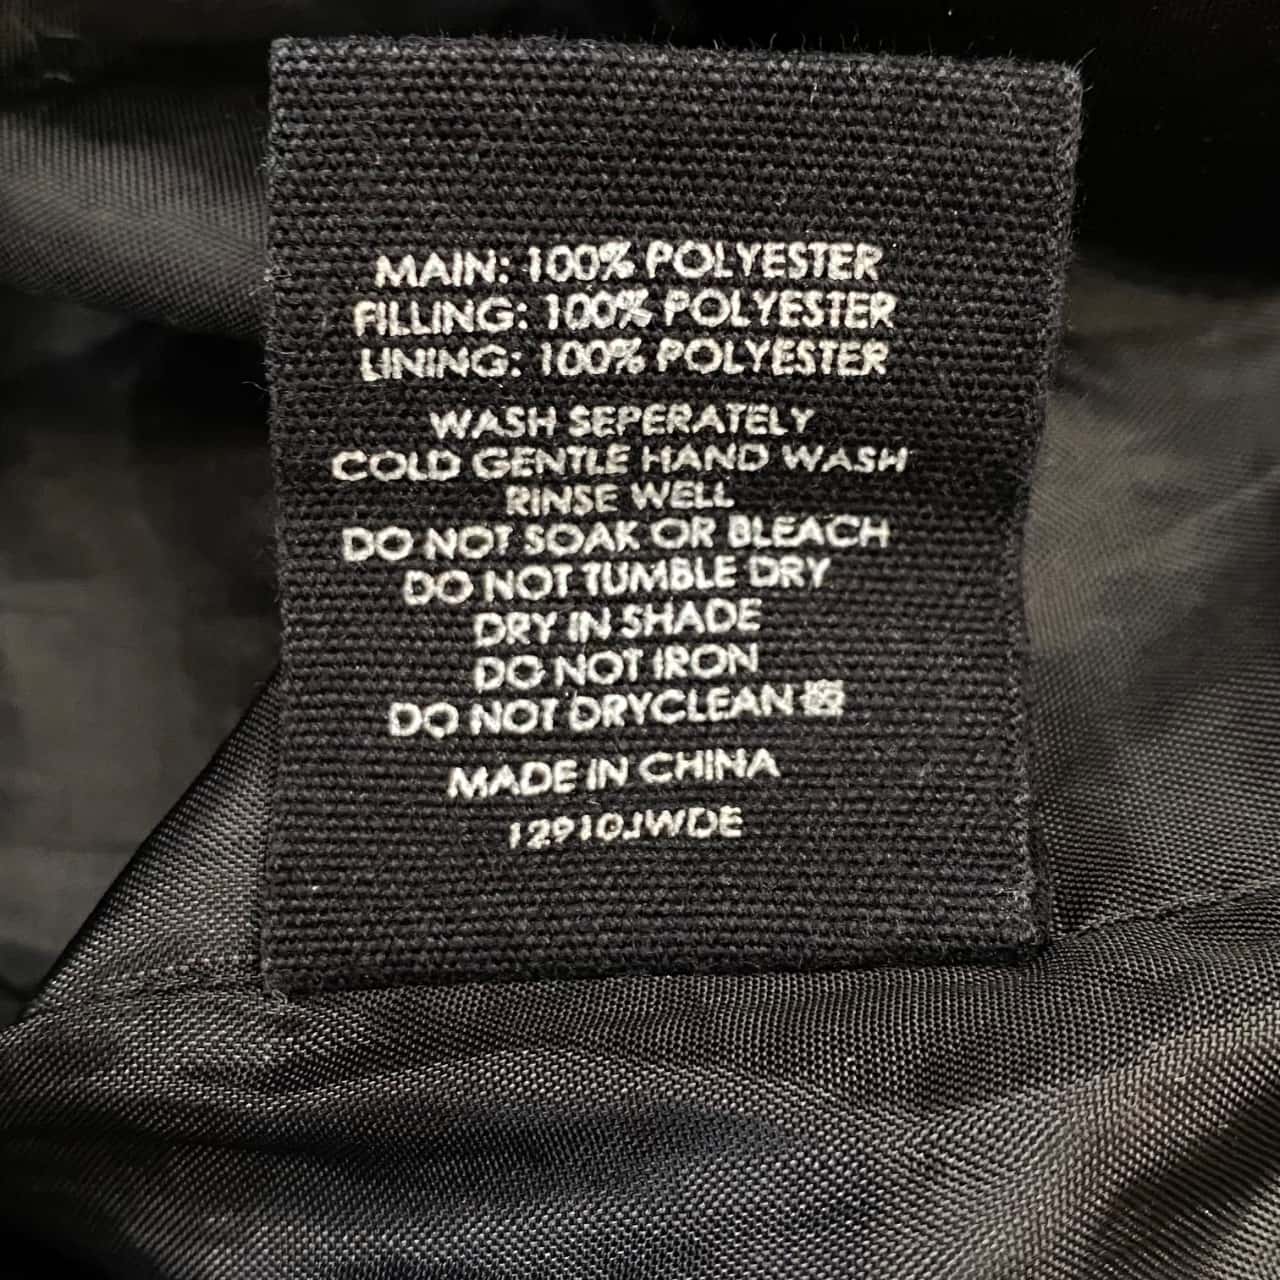 MAIN: 100% POLYESTER
FILLING: 100% POLYESTER
LINING: 100% POLYESTER
WASH SEPERATELY
COLD GENTLE HAND WASH
RINSE WELL
DO NOT SOAK OR BLEACH
DO NOT TUMBLE DRY
DRY IN SHADE
DO NOT IRON
DO NOT DRYCLEAN
MADE IN CHINA
12910JWDE